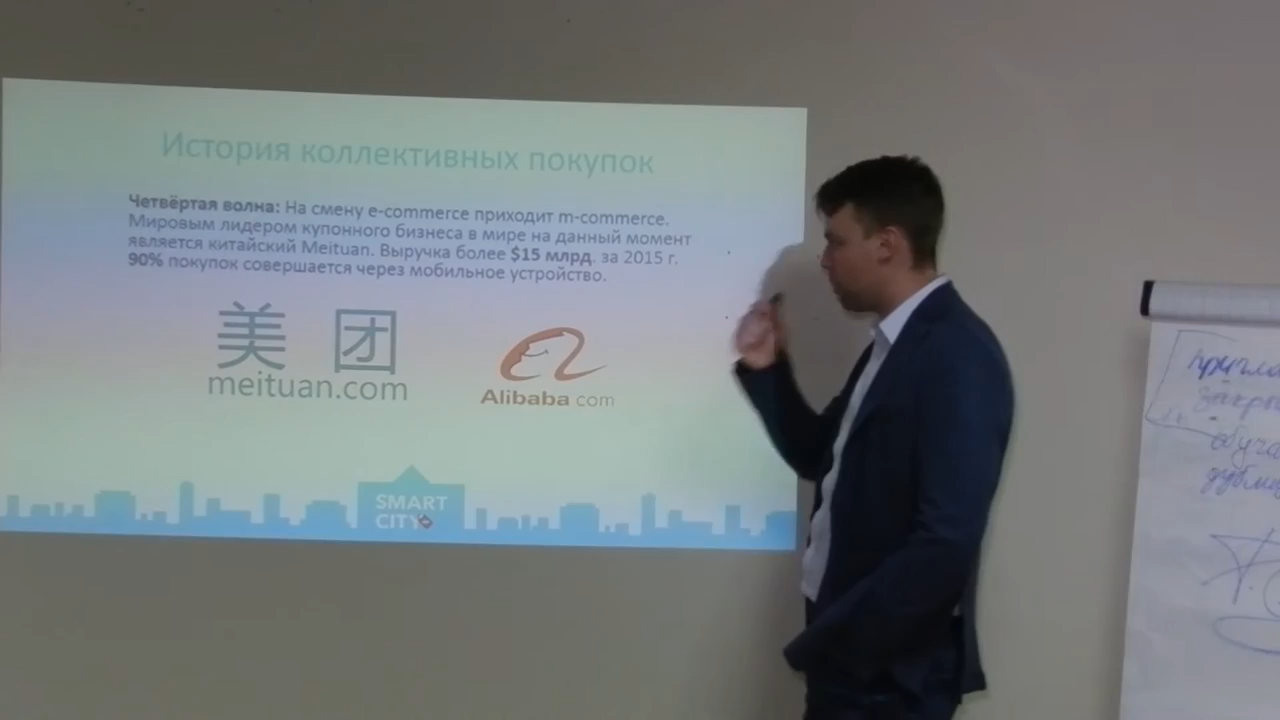 История коллективных покупок
Четвёртая волна: На смену e-commerce приходит m-commerce.
Мировым лидером купонного бизнеса в мире на данный момент
является китайский Meituan. Выручка более $15 млрд. за 2015 г.
90% покупок совершается через мобильное устройство.
美团
meituan.com
Alibaba com
SMART
CITY